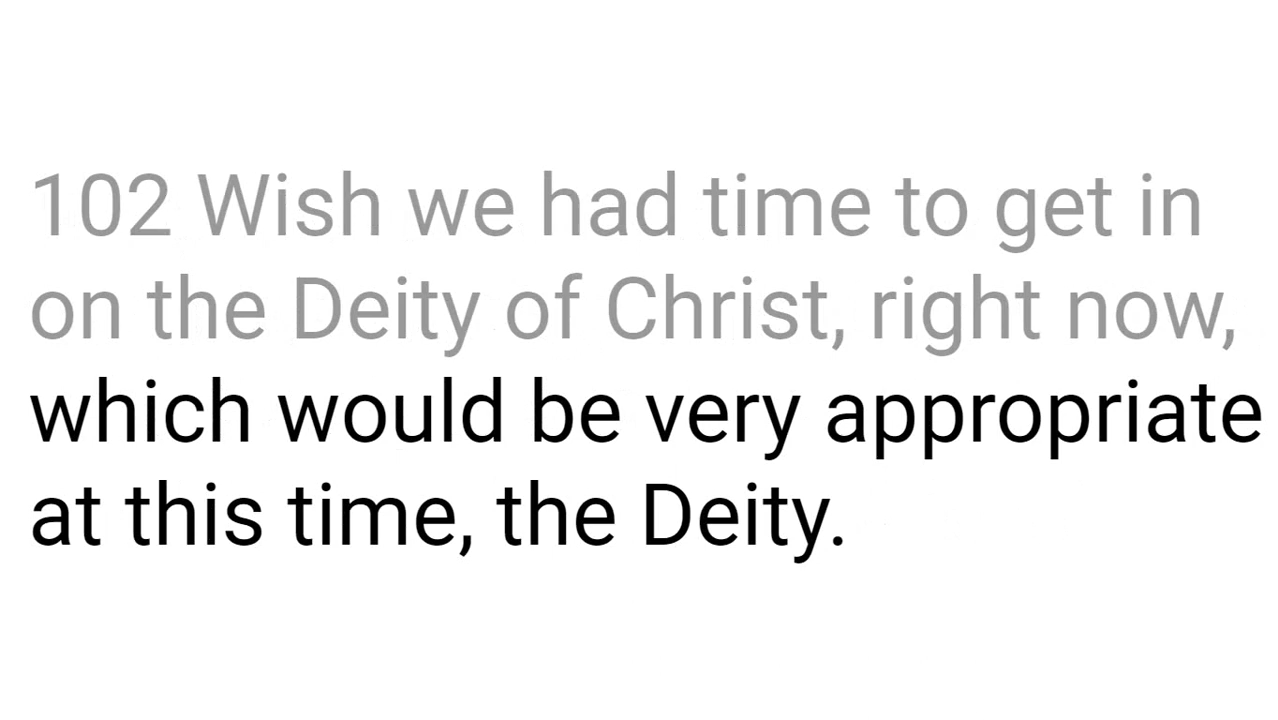 102 Wish we had time to get in
on the Deity of Christ, right now,
which would be very appropriate
at this time, the Deity.